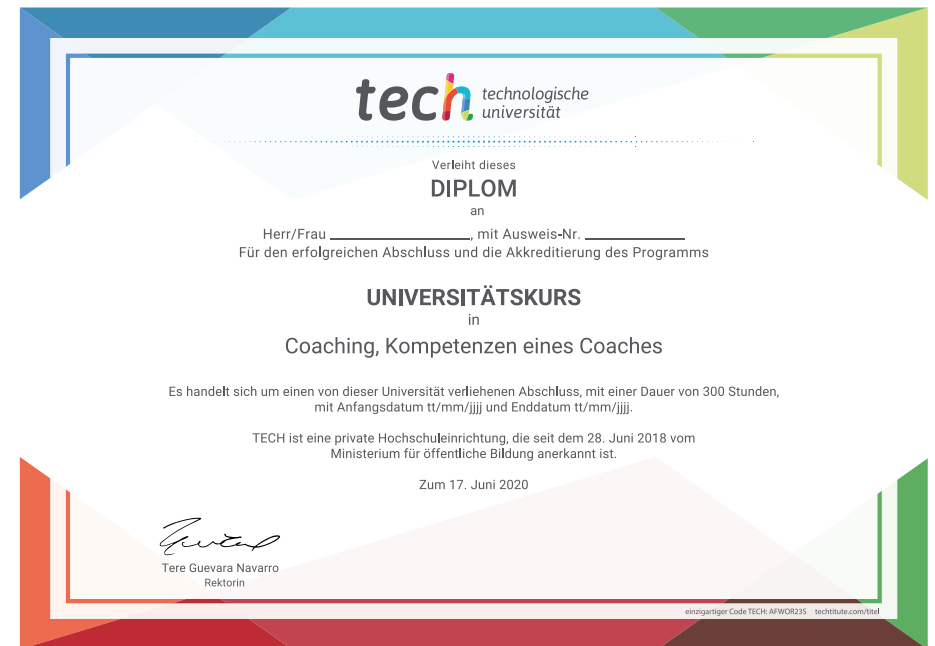 tech technologische
universität
Verleiht dieses
DIPLOM
an
Herr/Frau ____________, mit Ausweis-Nr. ____________
Für den erfolgreichen Abschluss und die Akkreditierung des Programms
UNIVERSITÄTSKURS
in
Coaching, Kompetenzen eines Coaches
Es handelt sich um einen von dieser Universität verliehenen Abschluss, mit einer Dauer von 300 Stunden,
mit Anfangsdatum tt/mm/jjjj und Enddatum tt/mm/jjjj.
TECH ist eine private Hochschuleinrichtung, die seit dem 28. Juni 2018 vom
Ministerium für öffentliche Bildung anerkannt ist.
Zum 17. Juni 2020
Tere Guevara Navarro
Rektorin
einzigartiger Code TECH: AFWOR23S techtitute.com/titel